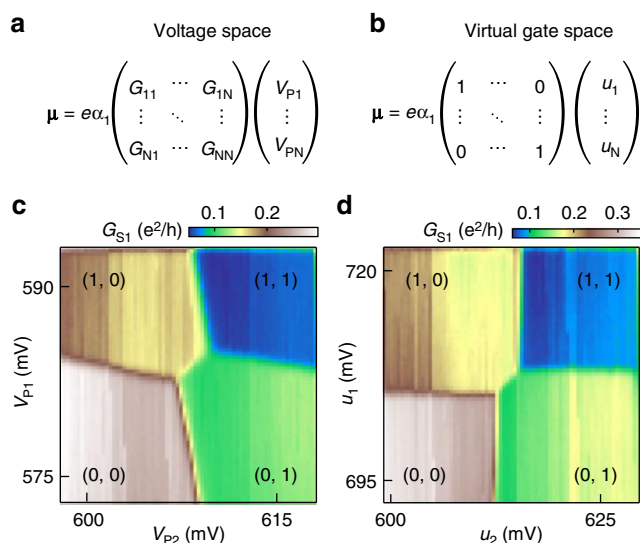 a
Voltage space
μ = eα₁ ( G₁₁ ⋯ G₁N ) ( V_P1 )
⋮ ⋱ ⋮ ⋮
G_N1 ⋯ G_NN V_PN
b
Virtual gate space
μ = eα₁ ( 1 ⋯ 0 ) ( u₁ )
⋮ ⋱ ⋮ ⋮
0 ⋯ 1 u_N
c
G_S1 (e²/h) 0.1 0.2
(1, 0) (1, 1)
(0, 0) (0, 1)
590
575
V_P1 (mV)
600 615
V_P2 (mV)
d
G_S1 (e²/h) 0.1 0.2 0.3
(1, 0) (1, 1)
(0, 0) (0, 1)
720
695
u₁ (mV)
600 625
u₂ (mV)